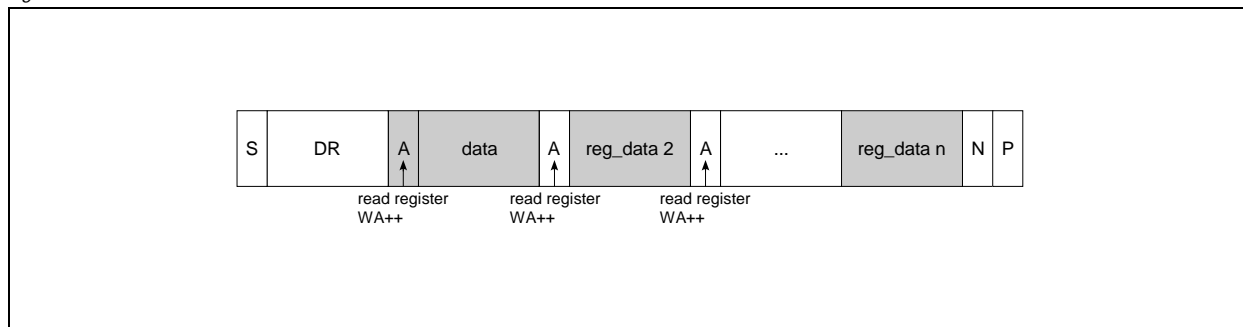 S DR A data A reg_data 2 A ... reg_data n N P
read register read register read register
WA++ WA++ WA++